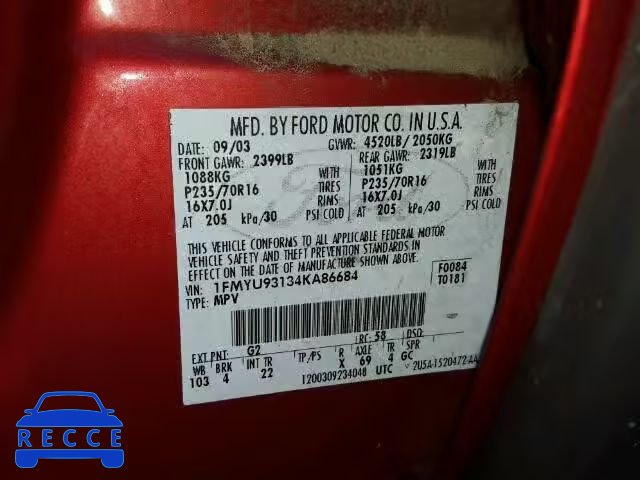 MFD. BY FORD MOTOR CO. IN U.S.A.
DATE: 09/03 GVWR: 4520LB/ 2050KG
FRONT GAWR: 2399LB REAR GAWR: 2319LB
1088KG WITH 1051KG WITH
P235/70R16 TIRES P235/70R16 TIRES
16X7.0J RIMS 16X7.0J RIMS
AT 205 kPa/30 PSI COLD AT 205 kPa/30 PSI COLD
Ford
THIS VEHICLE CONFORMS TO ALL APPLICABLE FEDERAL MOTOR
VEHICLE SAFETY AND THEFT PREVENTION STANDARDS IN
EFFECT ON THE DATE OF MANUFACTURE SHOWN ABOVE.
VIN: 1FMYU93134KA86684 F0084
TYPE: MPV T0181
RC: 58 DSO:
EXT PNT: G2
WB BRK INT TR TP/PS R AXLE TR SPR
103 4 22 X 69 4 GC
1200309234048 UTC 2U5A-1520472-AA
RECCE